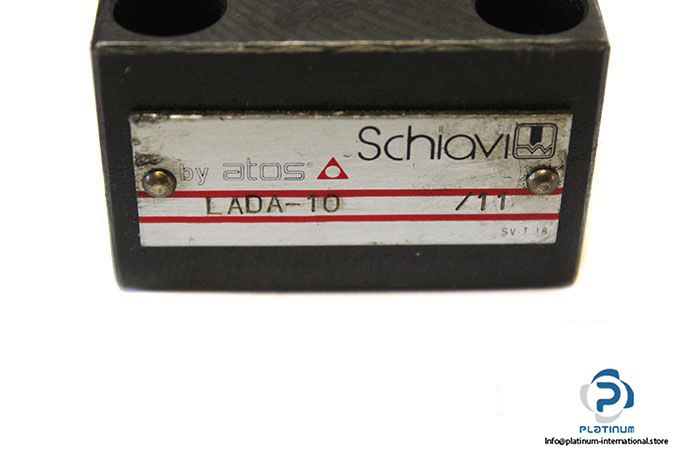 Schiavi
by atos®
LADA-10 /11
SV-T 18
PLATINUM
Info@platinum-international.store